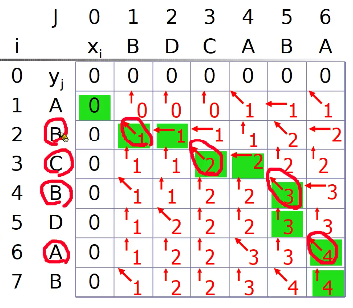 J 0 1 2 3 4 5 6
i xi B D C A B A
0 yj 0 0 0 0 0 0 0
1 A 0 0 0 0 1 1 1
2 B 0 1 1 1 1 2 2
3 C 0 1 1 2 2 2 2
4 B 0 1 1 2 2 3 3
5 D 0 1 2 2 2 3 3
6 A 0 1 2 2 3 3 4
7 B 0 1 2 2 3 4 4